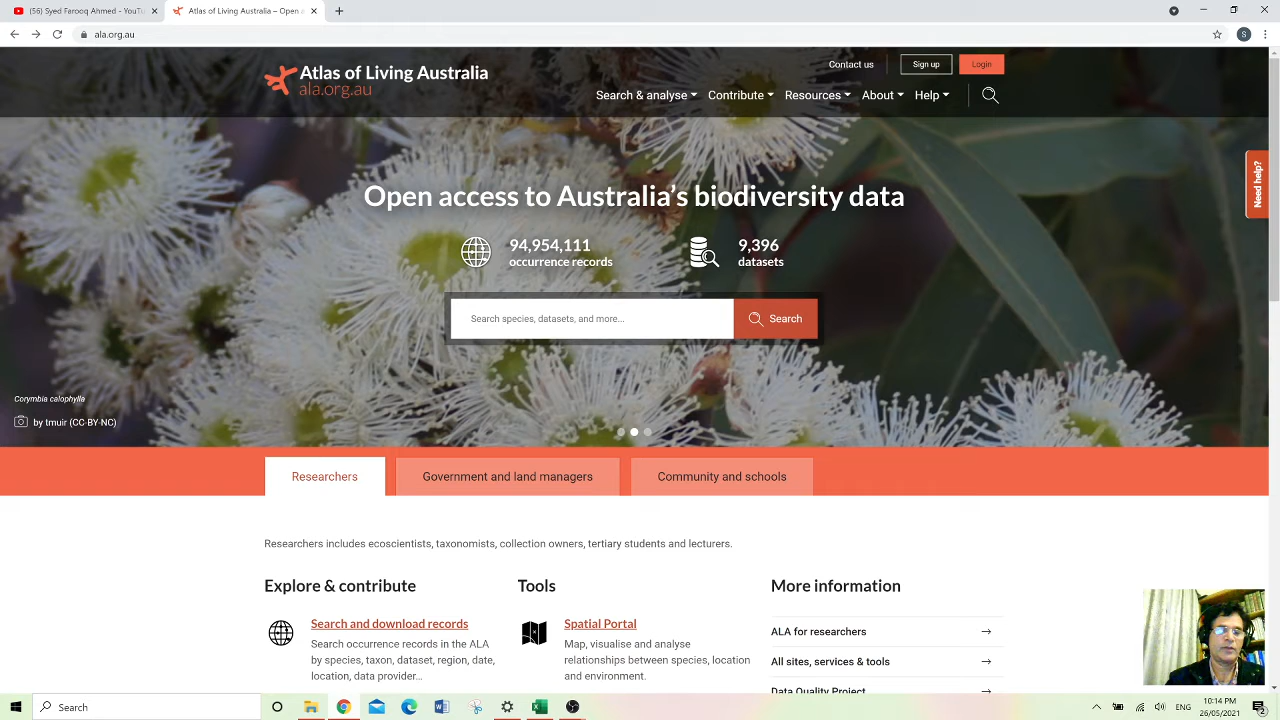 (56) Syed Farooq Ahmed - YouTu
Atlas of Living Australia – Open a
ala.org.au
S
Atlas of Living Australia
ala.org.au
Contact us
Sign up
Login
Search & analyse
Contribute
Resources
About
Help
Need help?
Open access to Australia's biodiversity data
94,954,111
occurrence records
9,396
datasets
Search species, datasets, and more...
Search
Corymbia calophylla
by tmuir (CC-BY-NC)
Researchers
Government and land managers
Community and schools
Researchers includes ecoscientists, taxonomists, collection owners, tertiary students and lecturers.
Explore & contribute
Search and download records
Search occurrence records in the ALA
by species, taxon, dataset, region, date,
location, data provider...
Tools
Spatial Portal
Map, visualise and analyse
relationships between species, location
and environment.
More information
ALA for researchers
All sites, services & tools
Data Quality Project
Search
10:14 PM
26/05/2021
2